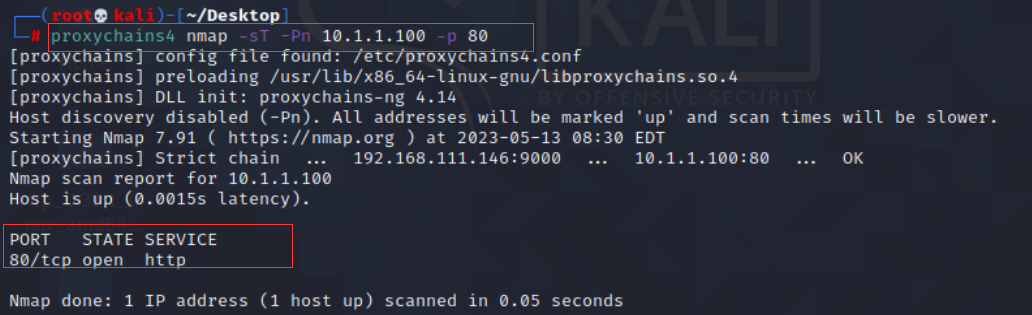 (root💀kali)-[~/Desktop]
# proxychains4 nmap -sT -Pn 10.1.1.100 -p 80
[proxychains] config file found: /etc/proxychains4.conf
[proxychains] preloading /usr/lib/x86_64-linux-gnu/libproxychains.so.4
[proxychains] DLL init: proxychains-ng 4.14
Host discovery disabled (-Pn). All addresses will be marked 'up' and scan times will be slower.
Starting Nmap 7.91 ( https://nmap.org ) at 2023-05-13 08:30 EDT
[proxychains] Strict chain  ...  192.168.111.146:9000  ...  10.1.1.100:80  ...  OK
Nmap scan report for 10.1.1.100
Host is up (0.0015s latency).
PORT   STATE SERVICE
80/tcp open  http
Nmap done: 1 IP address (1 host up) scanned in 0.05 seconds
KALI
BY OFFENSIVE SECURITY